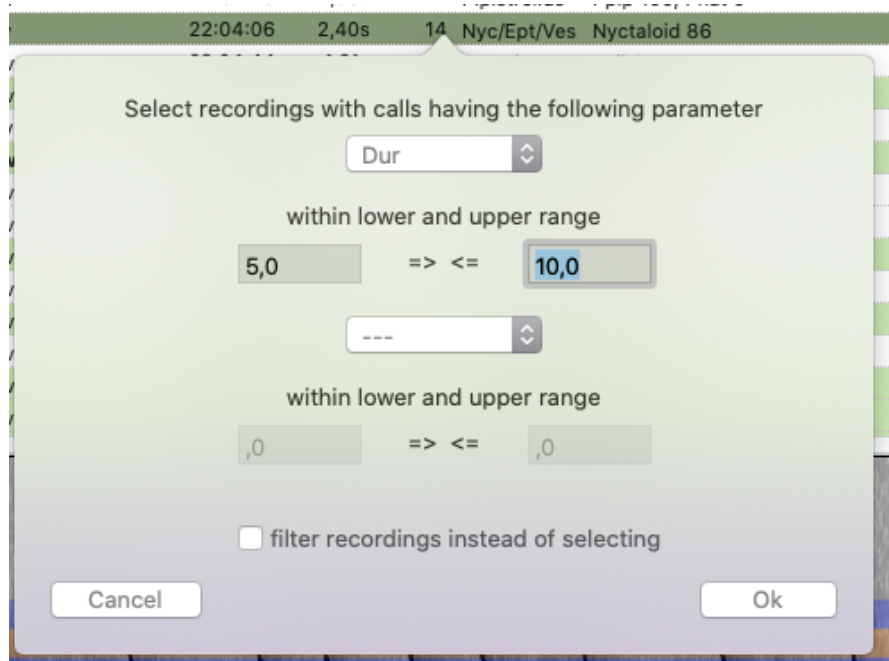 22:04:06 2,40s 14 Nyc/Ept/Ves Nyctaloid 86
Select recordings with calls having the following parameter
Dur
within lower and upper range
5,0 => <= 10,0
---
within lower and upper range
,0 => <= ,0
filter recordings instead of selecting
Cancel Ok